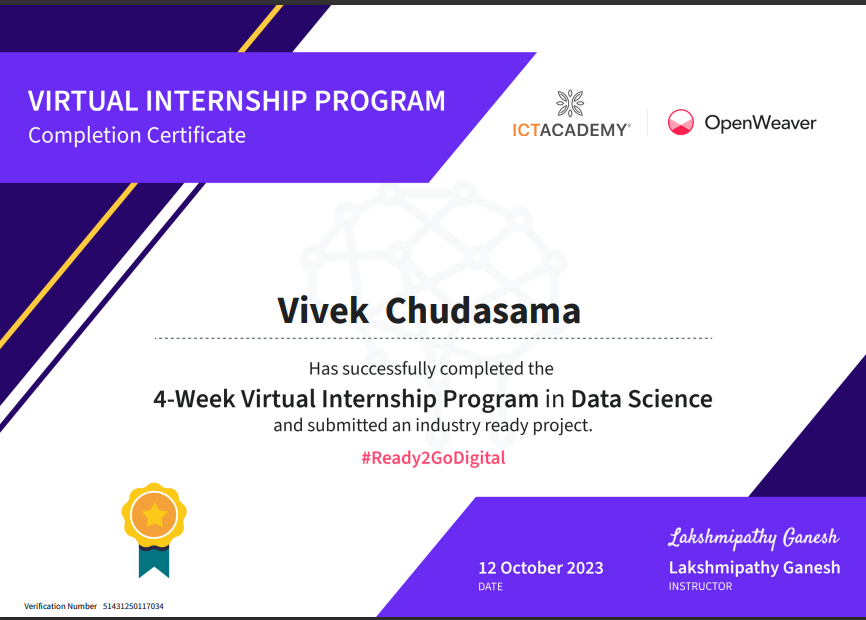 VIRTUAL INTERNSHIP PROGRAM
Completion Certificate
ICTACADEMY®
OpenWeaver
Vivek Chudasama
Has successfully completed the
4-Week Virtual Internship Program in Data Science
and submitted an industry ready project.
#Ready2GoDigital
Lakshmipathy Ganesh
12 October 2023
DATE
Lakshmipathy Ganesh
INSTRUCTOR
Verification Number 51431250117034